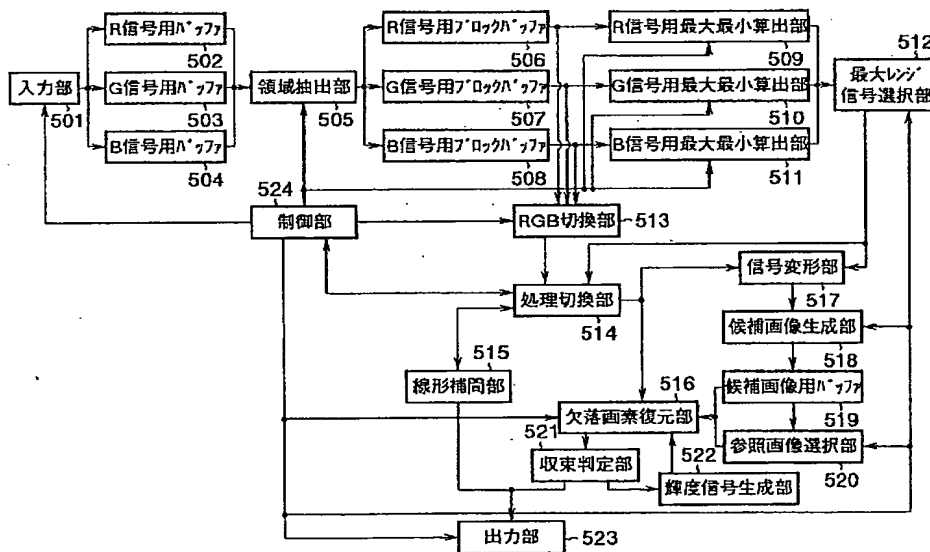 R信号用ﾊﾞｯﾌｧ
502
R信号用ﾌﾞﾛｯｸﾊﾞｯﾌｧ
506
R信号用最大最小算出部
509
512
入力部
501
G信号用ﾊﾞｯﾌｧ
503
領域抽出部
505
G信号用ﾌﾞﾛｯｸﾊﾞｯﾌｧ
507
G信号用最大最小算出部
510
最大ﾚﾝｼﾞ
信号選択部
B信号用ﾊﾞｯﾌｧ
504
B信号用ﾌﾞﾛｯｸﾊﾞｯﾌｧ
508
B信号用最大最小算出部
511
524
制御部
RGB切換部
513
信号変形部
517
処理切換部
514
候補画像生成部
518
515
線形補間部
516
候補画像用ﾊﾞｯﾌｧ
519
欠落画素復元部
521
522
参照画像選択部
520
収束判定部
輝度信号生成部
出力部
523